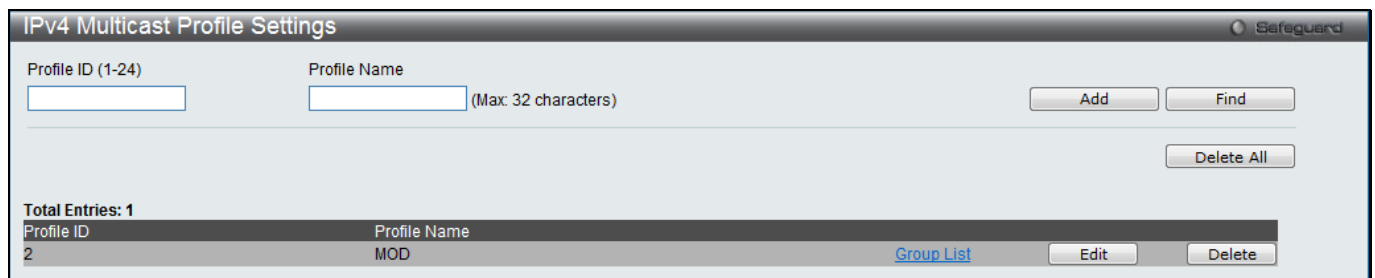 IPv4 Multicast Profile Settings
Safeguard
Profile ID (1-24) Profile Name
(Max: 32 characters) Add Find
Delete All
Total Entries: 1
Profile ID Profile Name
2 MOD Group List Edit Delete